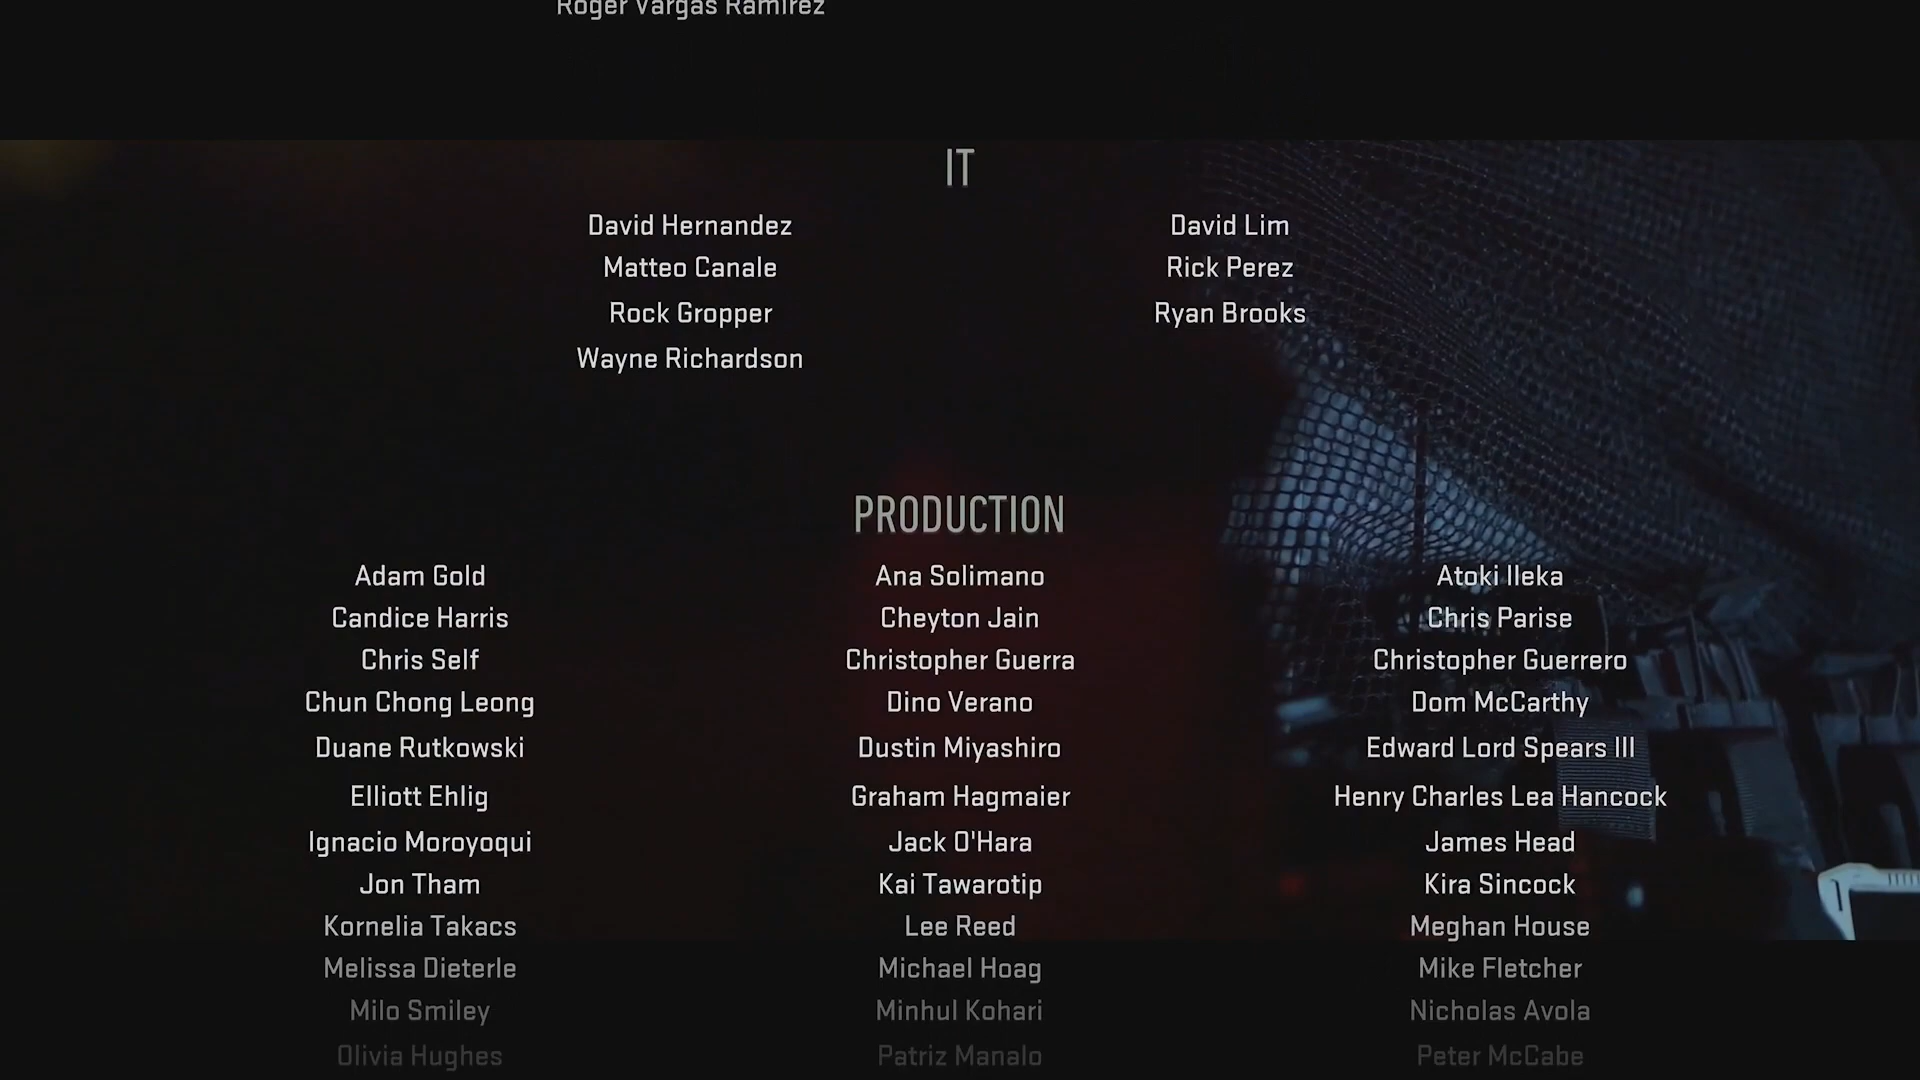 Roger Vargas Ramirez
IT
David Hernandez David Lim
Matteo Canale Rick Perez
Rock Gropper Ryan Brooks
Wayne Richardson
PRODUCTION
Adam Gold Ana Solimano Atoki Ileka
Candice Harris Cheyton Jain Chris Parise
Chris Self Christopher Guerra Christopher Guerrero
Chun Chong Leong Dino Verano Dom McCarthy
Duane Rutkowski Dustin Miyashiro Edward Lord Spears III
Elliott Ehlig Graham Hagmaier Henry Charles Lea Hancock
Ignacio Moroyoqui Jack O'Hara James Head
Jon Tham Kai Tawarotip Kira Sincock
Kornelia Takacs Lee Reed Meghan House
Melissa Dieterle Michael Hoag Mike Fletcher
Milo Smiley Minhul Kohari Nicholas Avola
Olivia Hughes Patriz Manalo Peter McCabe